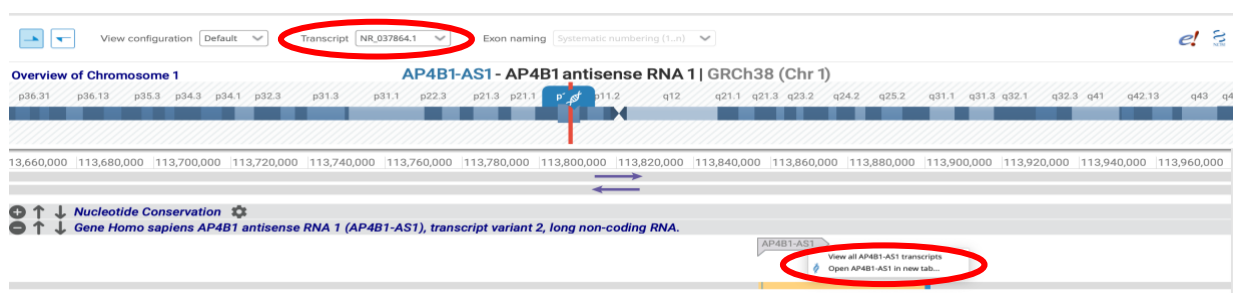 View configuration Default Transcript NR_037864.1 Exon naming Systematic numbering (1..n) e!
Overview of Chromosome 1 AP4B1-AS1 - AP4B1 antisense RNA 1 | GRCh38 (Chr 1)
p36.31 p36.13 p35.3 p34.3 p34.1 p32.3 p31.3 p31.1 p22.3 p21.3 p21.1 p11.2 q12 q21.1 q21.3 q23.2 q24.2 q25.2 q31.1 q31.3 q32.1 q32.3 q41 q42.13 q43 q4
13,660,000 113,680,000 113,700,000 113,720,000 113,740,000 113,760,000 113,780,000 113,800,000 113,820,000 113,840,000 113,860,000 113,880,000 113,900,000 113,920,000 113,940,000 113,960,000
Nucleotide Conservation
Gene Homo sapiens AP4B1 antisense RNA 1 (AP4B1-AS1), transcript variant 2, long non-coding RNA.
AP4B1-AS1
View all AP4B1-AS1 transcripts
Open AP4B1-AS1 in new tab...